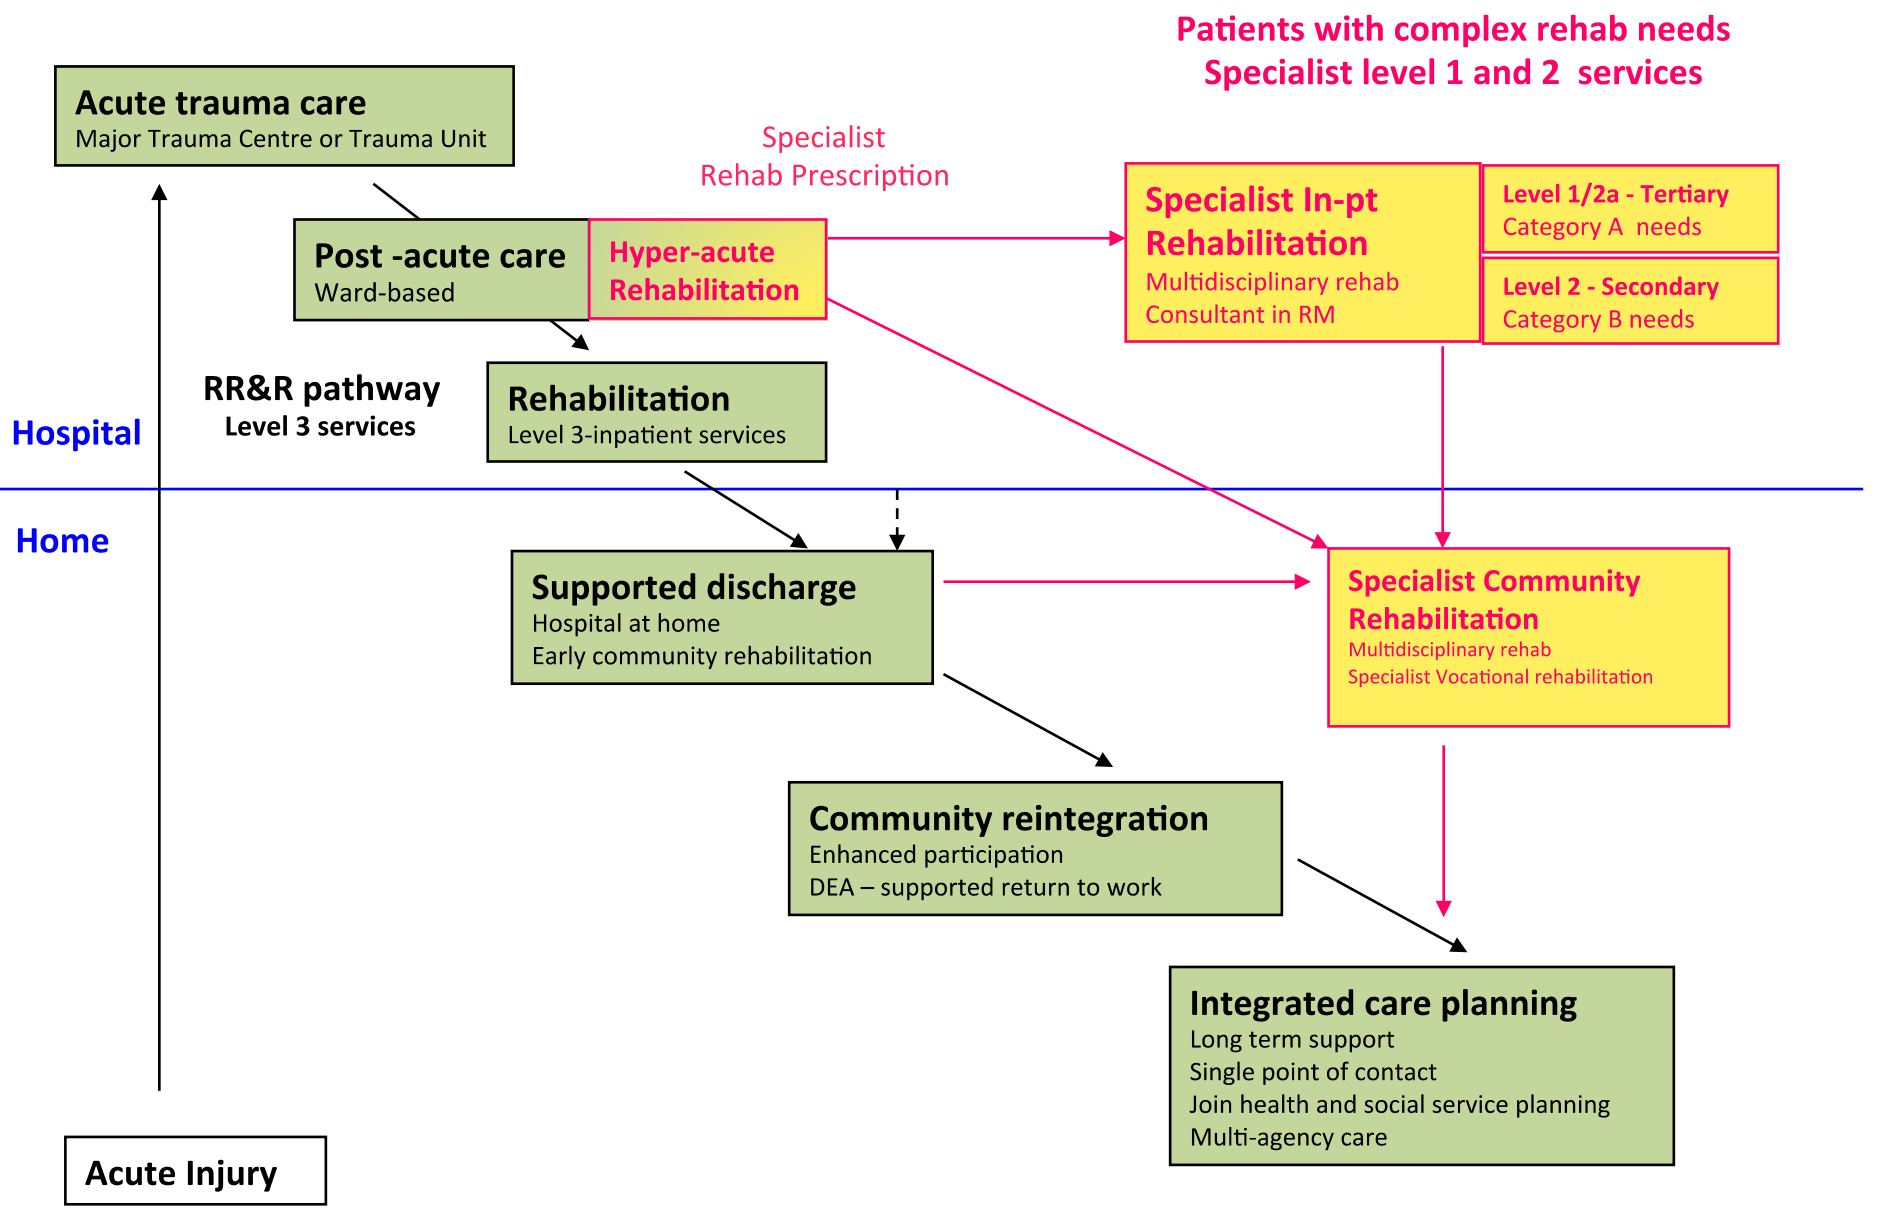 Patients with complex rehab needs
Specialist level 1 and 2 services
Acute trauma care
Major Trauma Centre or Trauma Unit
Specialist
Rehab Prescription
Post -acute care
Ward-based
Hyper-acute
Rehabilitation
Specialist In-pt
Rehabilitation
Multidisciplinary rehab
Consultant in RM
Level 1/2a - Tertiary
Category A needs
Level 2 - Secondary
Category B needs
RR&R pathway
Level 3 services
Rehabilitation
Level 3-inpatient services
Hospital
Home
Supported discharge
Hospital at home
Early community rehabilitation
Specialist Community
Rehabilitation
Multidisciplinary rehab
Specialist Vocational rehabilitation
Community reintegration
Enhanced participation
DEA – supported return to work
Integrated care planning
Long term support
Single point of contact
Join health and social service planning
Multi-agency care
Acute Injury